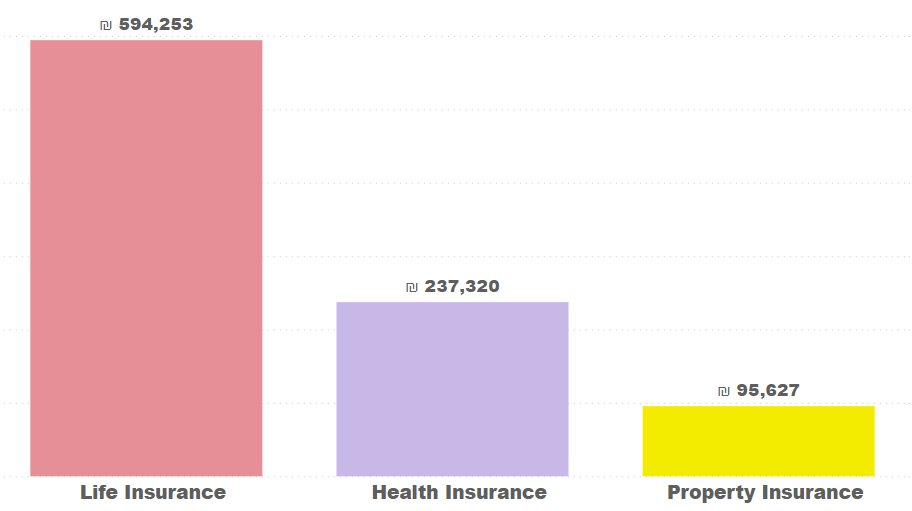 ₪ 594,253
₪ 237,320
₪ 95,627
Life Insurance
Health Insurance
Property Insurance